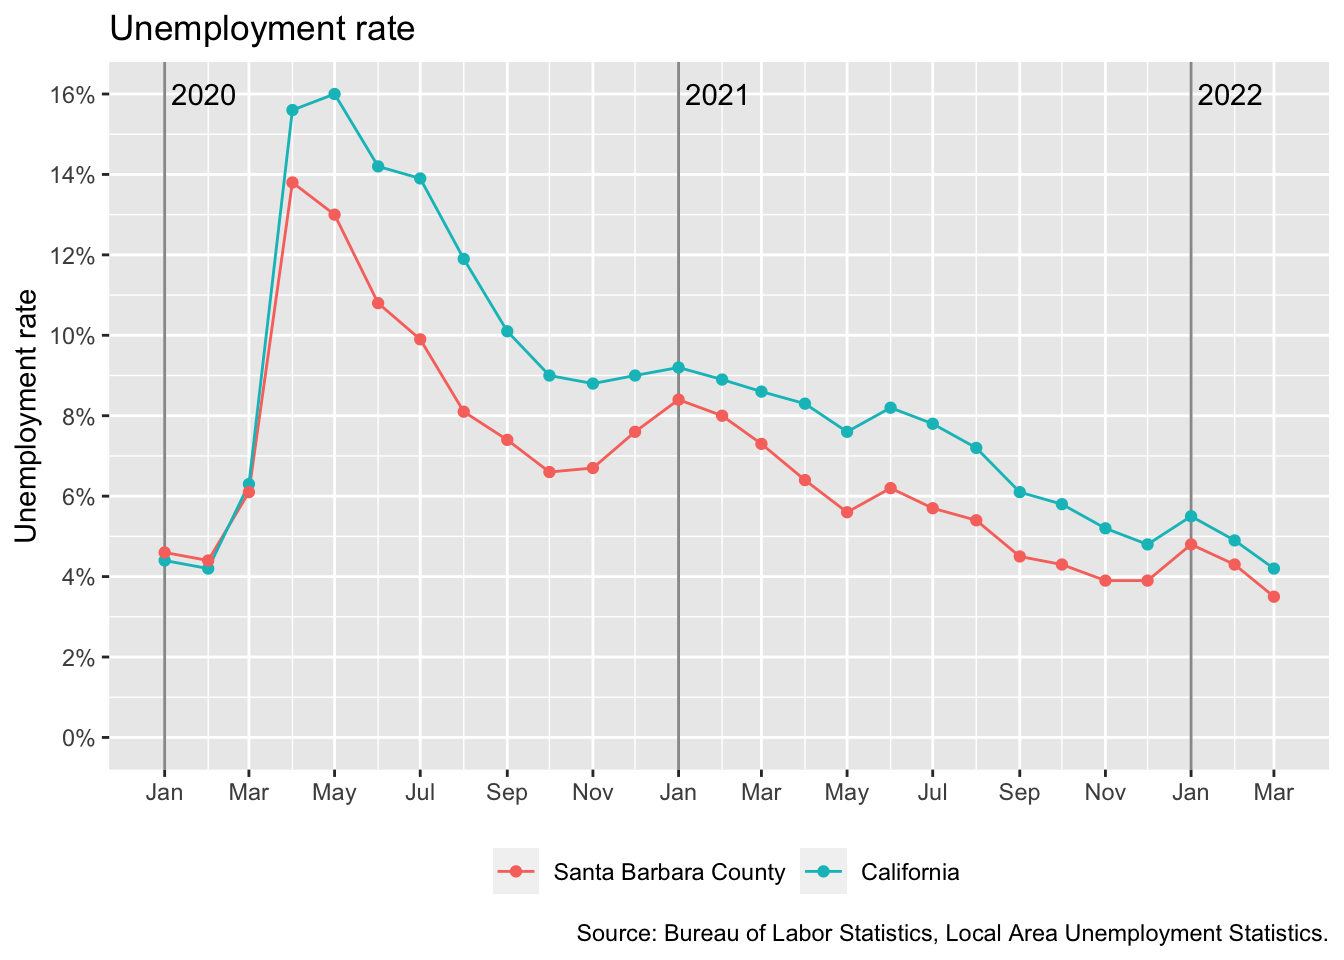 Unemployment rate
2020 2021 2022
16%
14%
12%
10%
8%
6%
4%
2%
0%
Unemployment rate
Jan Mar May Jul Sep Nov Jan Mar May Jul Sep Nov Jan Mar
Santa Barbara County California
Source: Bureau of Labor Statistics, Local Area Unemployment Statistics.